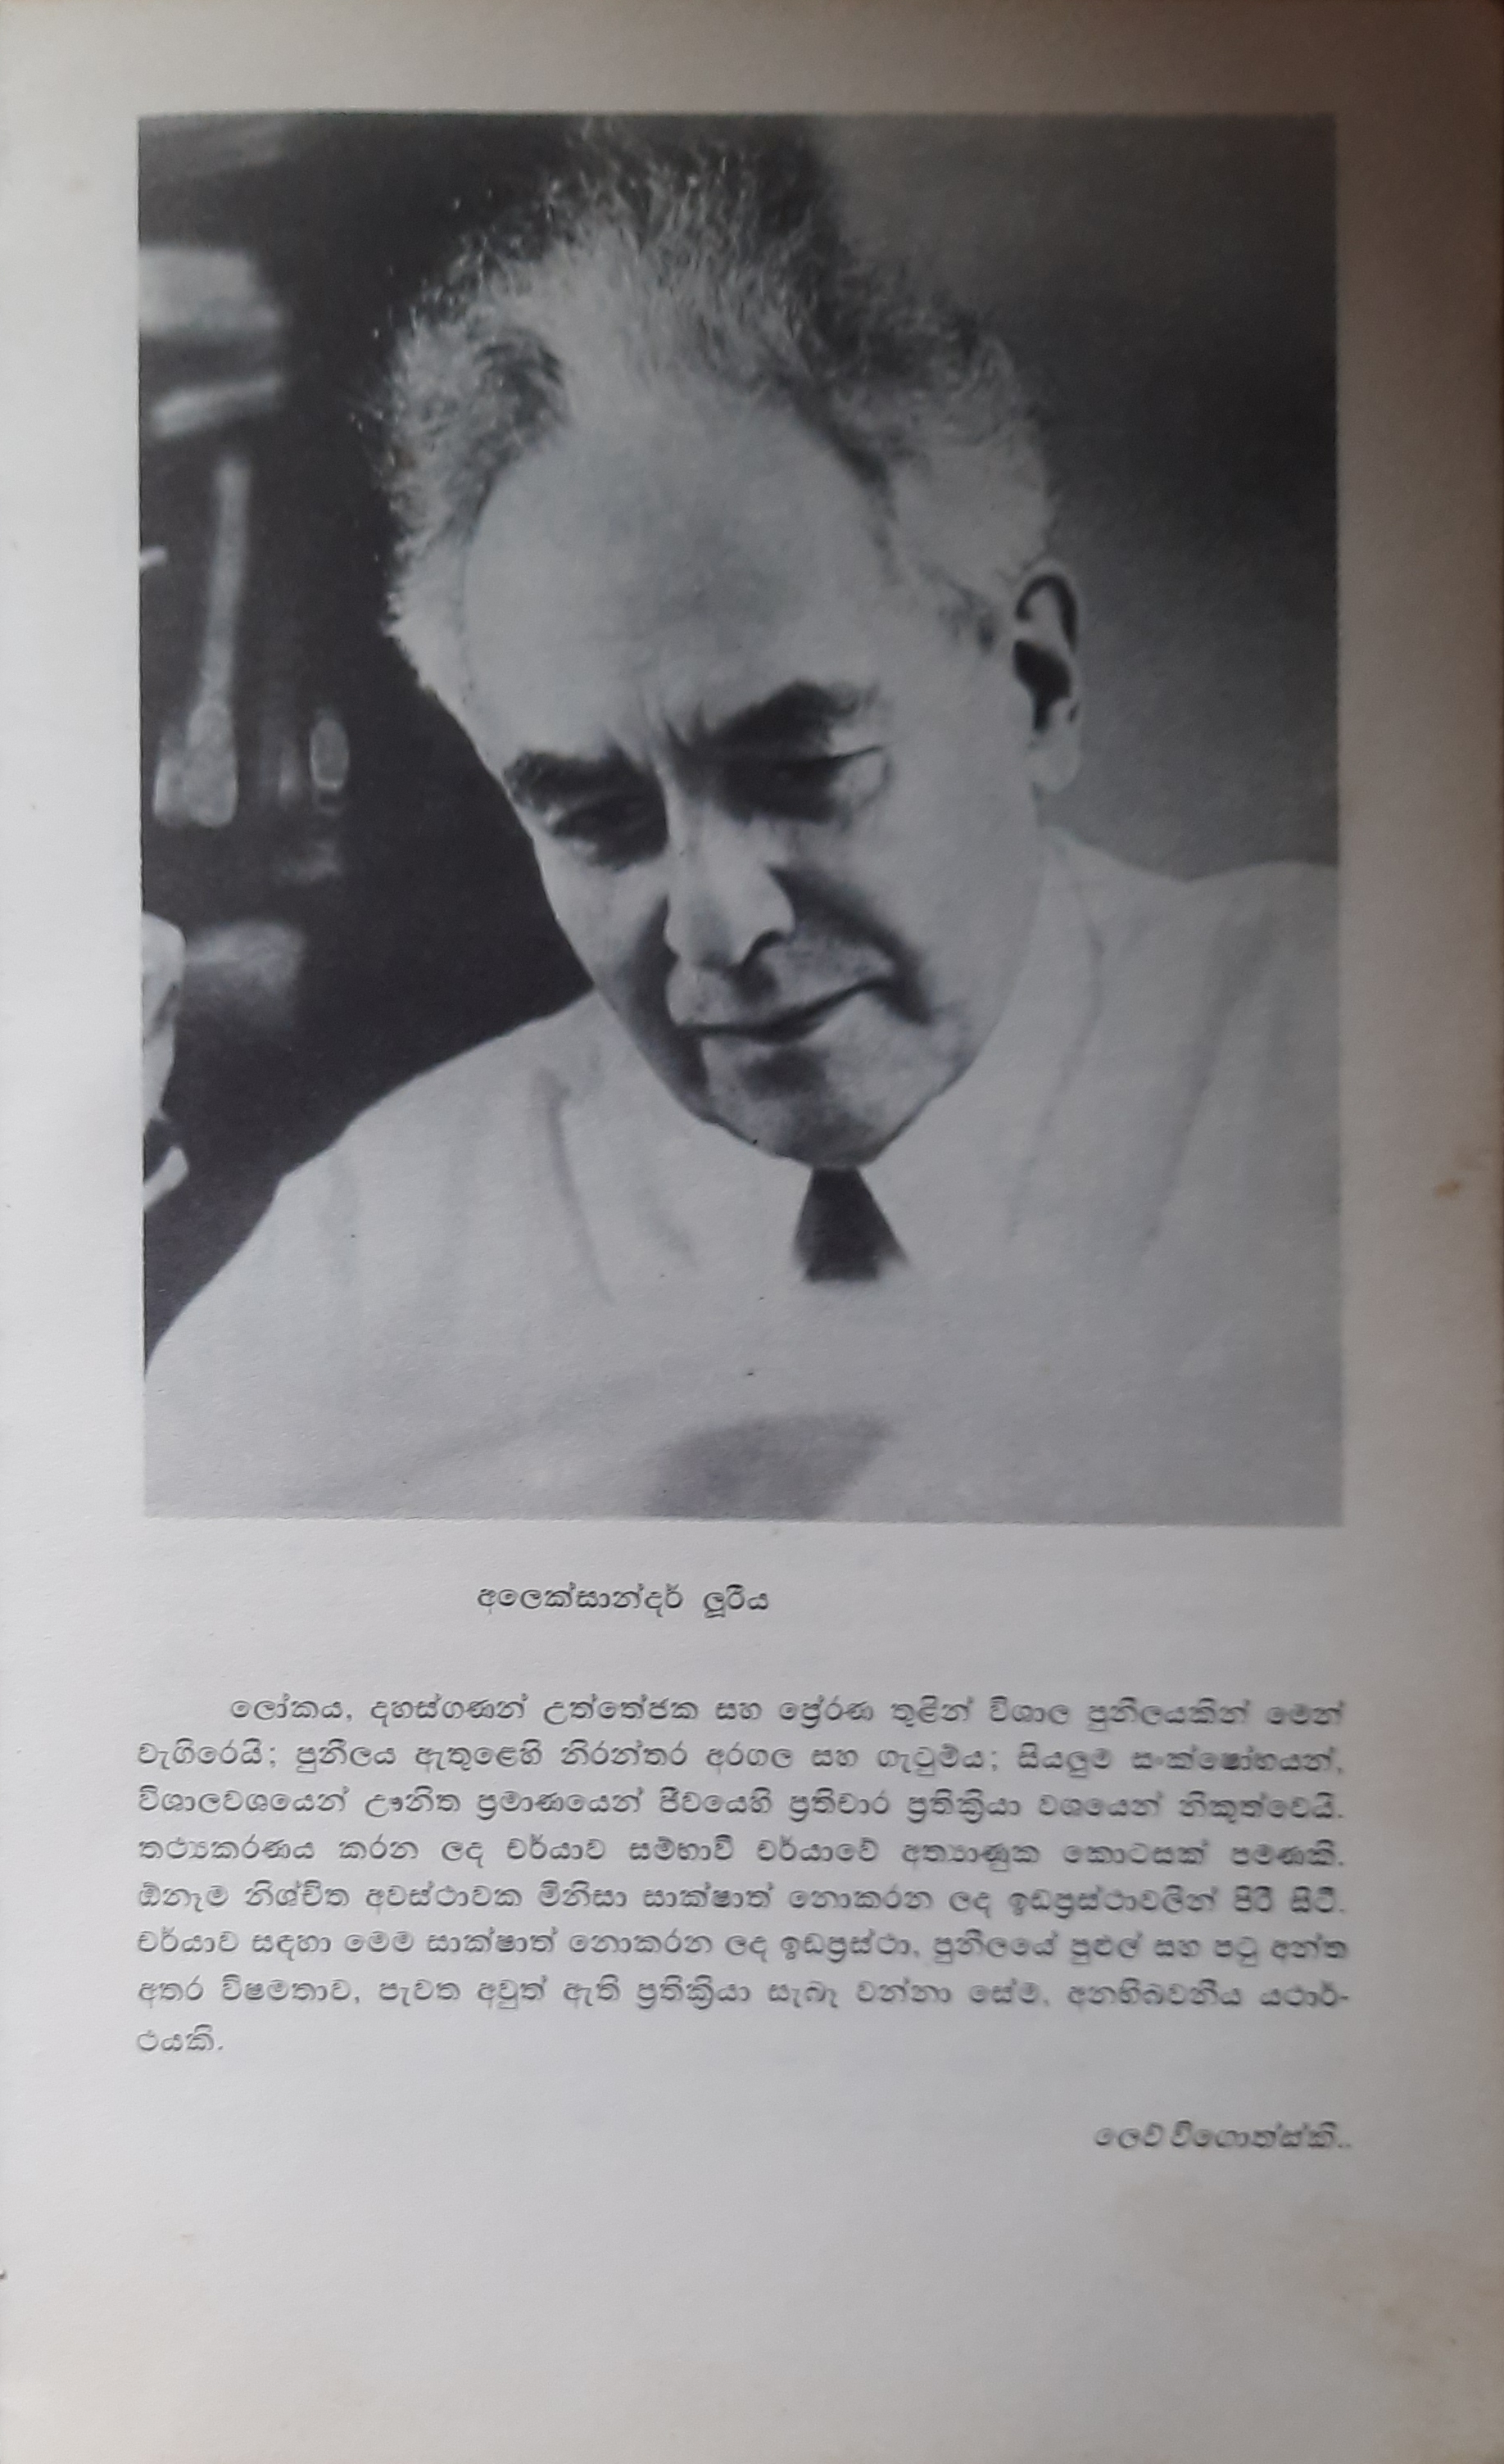 අලෙක්සාන්දර් ලූරීය
ලෝකය, දහස්ගණන් උත්තේජක සහ ප්‍රේරණ තුළින් විශාල පුනීලයකින් මෙන්
වැගිරෙයි; පුනීලය ඇතුළෙහි නිරන්තර අරගල සහ ගැටුම්ය; සියලුම සංක්ෂෝභයන්,
විශාලවශයෙන් ඌනිත ප්‍රමාණයෙන් ජීවයෙහි ප්‍රතිචාර ප්‍රතික්‍රියා වශයෙන් නිකුත්වෙයි.
තථ්‍යකරණය කරන ලද චර්යාව සම්භාවී චර්යාවේ අත්‍යාණුක කොටසක් පමණකි.
ඕනෑම නිශ්චිත අවස්ථාවක මිනිසා සාක්ෂාත් නොකරන ලද ඉඩප්‍රස්ථාවලින් පිරී සිටී.
චර්යාව සඳහා මෙම සාක්ෂාත් නොකරන ලද ඉඩප්‍රස්ථා, පුනීලයේ පුළුල් සහ පටු අන්ත
අතර විෂමතාව, පැවත අවුත් ඇති ප්‍රතික්‍රියා සැබෑ වන්නා සේම, අනභිබවනීය යථාර්-
ථයකි.
ලෙව් විගොත්ස්කි..